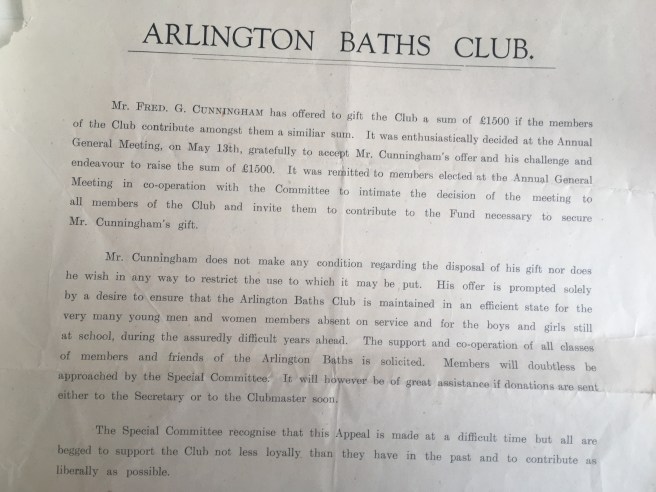 ARLINGTON BATHS CLUB.
Mr. FRED. G. CUNNINGHAM has offered to gift the Club a sum of £1500 if the members
of the Club contribute amongst them a similiar sum. It was enthusiastically decided at the Annual
General Meeting, on May 13th, gratefully to accept Mr. Cunningham's offer and his challenge and
endeavour to raise the sum of £1500. It was remitted to members elected at the Annual General
Meeting in co-operation with the Committee to intimate the decision of the meeting to
all members of the Club and invite them to contribute to the Fund necessary to secure
Mr. Cunningham's gift.
Mr. Cunningham does not make any condition regarding the disposal of his gift nor does
he wish in any way to restrict the use to which it may be put. His offer is prompted solely
by a desire to ensure that the Arlington Baths Club is maintained in an efficient state for the
very many young men and women members absent on service and for the boys and girls still
at school, during the assuredly difficult years ahead. The support and co-operation of all classes
of members and friends of the Arlington Baths is solicited. Members will doubtless be
approached by the Special Committee. It will however be of great assistance if donations are sent
either to the Secretary or to the Clubmaster soon.
The Special Committee recognise that this Appeal is made at a difficult time but all are
begged to support the Club not less loyally than they have in the past and to contribute as
liberally as possible.